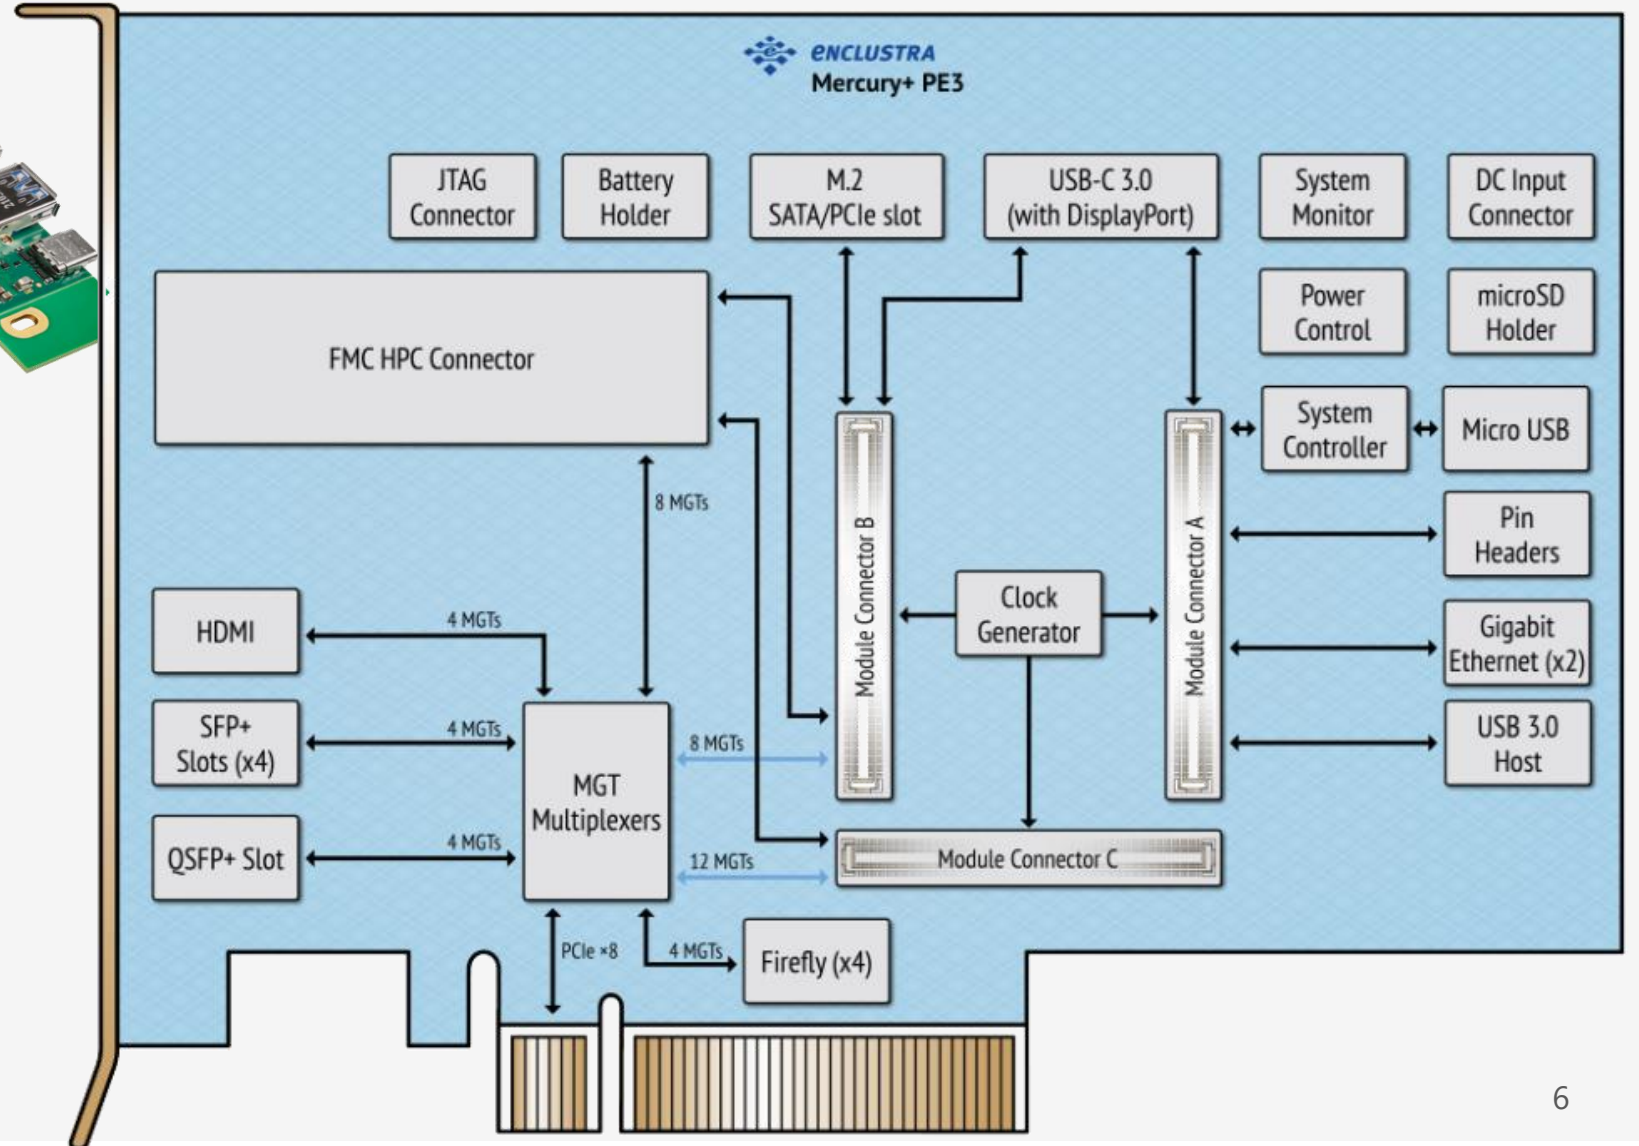 ENCLUSTRA
Mercury+ PE3
JTAG
Connector
Battery
Holder
M.2
SATA/PCIe slot
USB-C 3.0
(with DisplayPort)
System
Monitor
DC Input
Connector
FMC HPC Connector
Power
Control
microSD
Holder
System
Controller
Micro USB
8 MGTs
Pin
Headers
Module Connector B
Module Connector A
Clock
Generator
HDMI
4 MGTs
Gigabit
Ethernet (x2)
SFP+
Slots (x4)
4 MGTs
8 MGTs
USB 3.0
Host
MGT
Multiplexers
QSFP+ Slot
4 MGTs
12 MGTs
Module Connector C
PCIe ×8
4 MGTs
Firefly (x4)
6